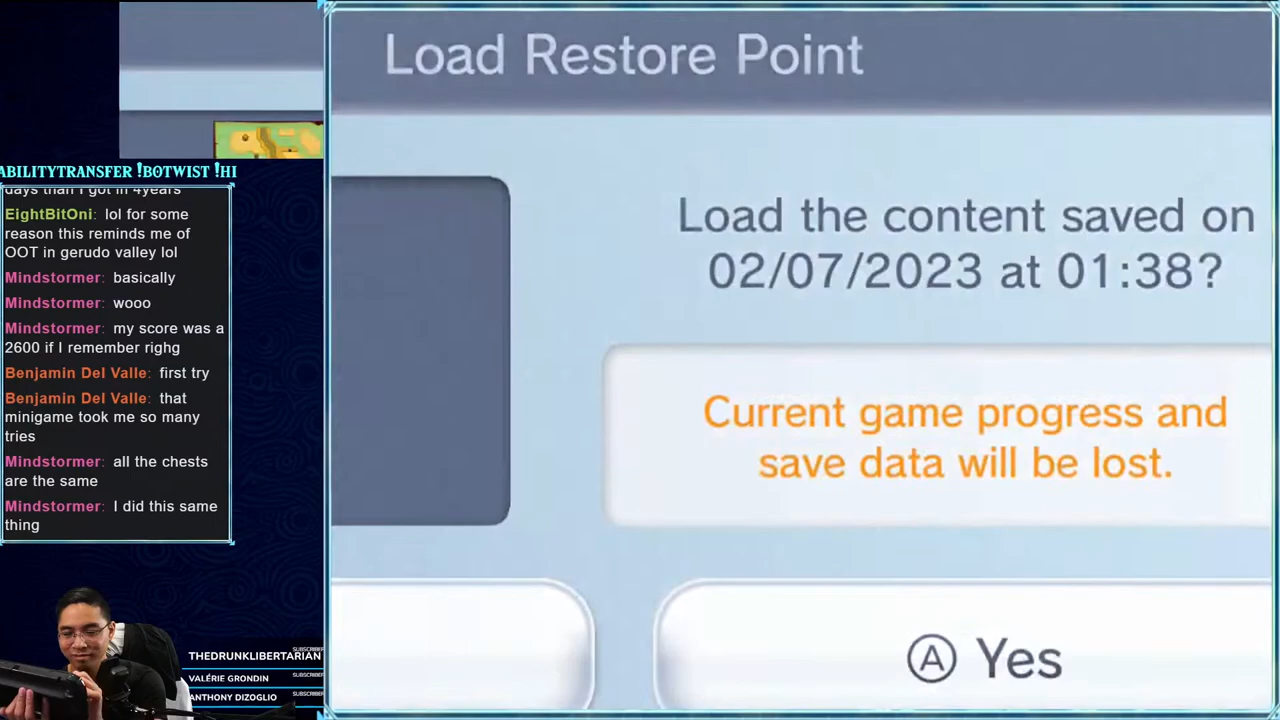 Load Restore Point
Load the content saved on
02/07/2023 at 01:38?
Current game progress and
save data will be lost.
A Yes
ABILITYTRANSFER !BOTWIST !HI
days than I got in 4years
EightBitOni: lol for some
reason this reminds me of
OOT in gerudo valley lol
Mindstormer: basically
Mindstormer: wooo
Mindstormer: my score was a
2600 if I remember righg
Benjamin Del Valle: first try
Benjamin Del Valle: that
minigame took me so many
tries
Mindstormer: all the chests
are the same
Mindstormer: I did this same
thing
THEDRUNKLIBERTARIAN SUBSCRIBER
VALÉRIE GRONDIN SUBSCRIBER
ANTHONY DIZOGLIO SUBSCRIBER